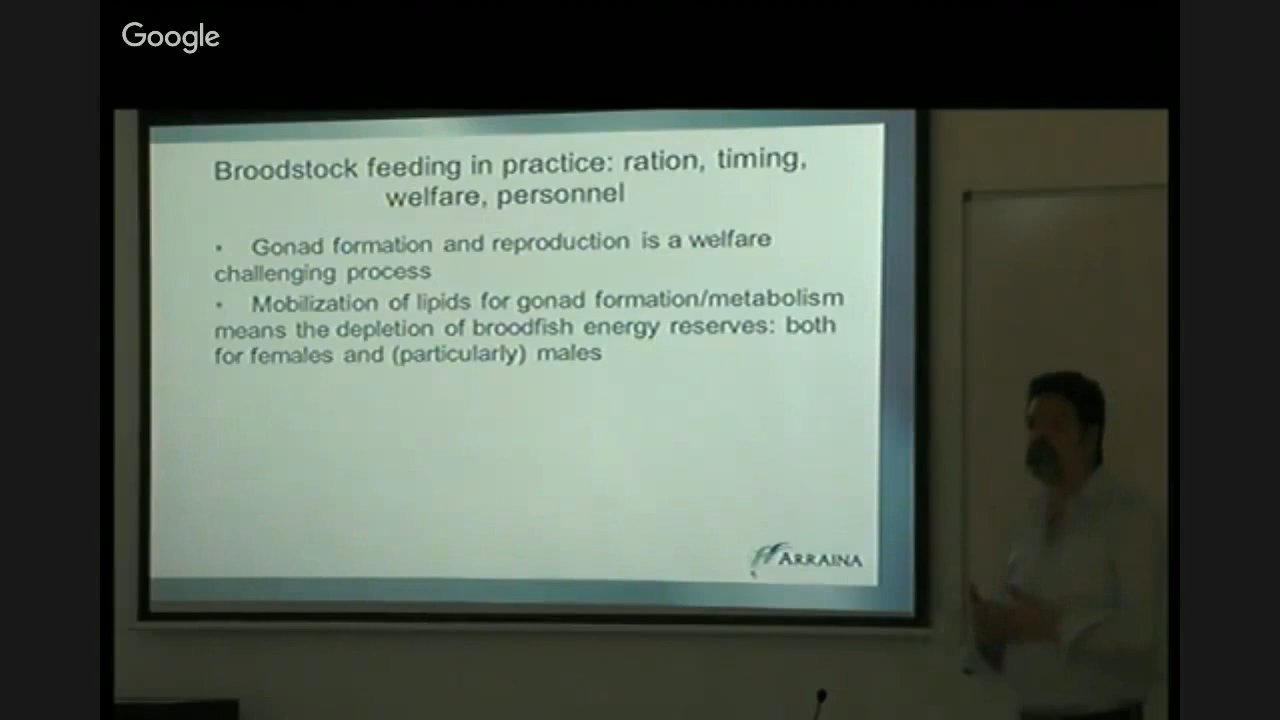 Google
Broodstock feeding in practice: ration, timing,
welfare, personnel
• Gonad formation and reproduction is a welfare
challenging process
• Mobilization of lipids for gonad formation/metabolism
means the depletion of broodfish energy reserves: both
for females and (particularly) males
ARRAINA